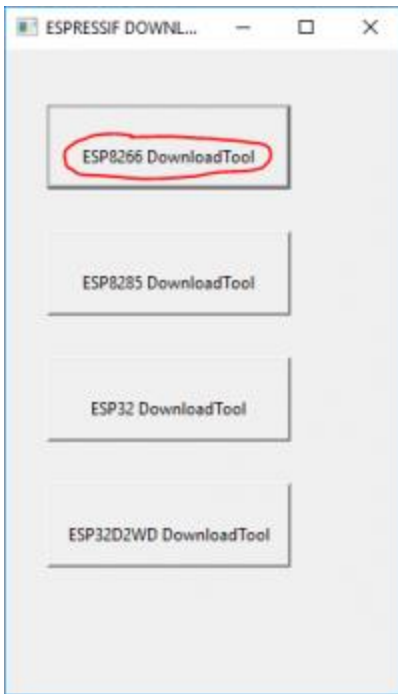 ESPRESSIF DOWNL...
ESP8266 DownloadTool
ESP8285 DownloadTool
ESP32 DownloadTool
ESP32D2WD DownloadTool